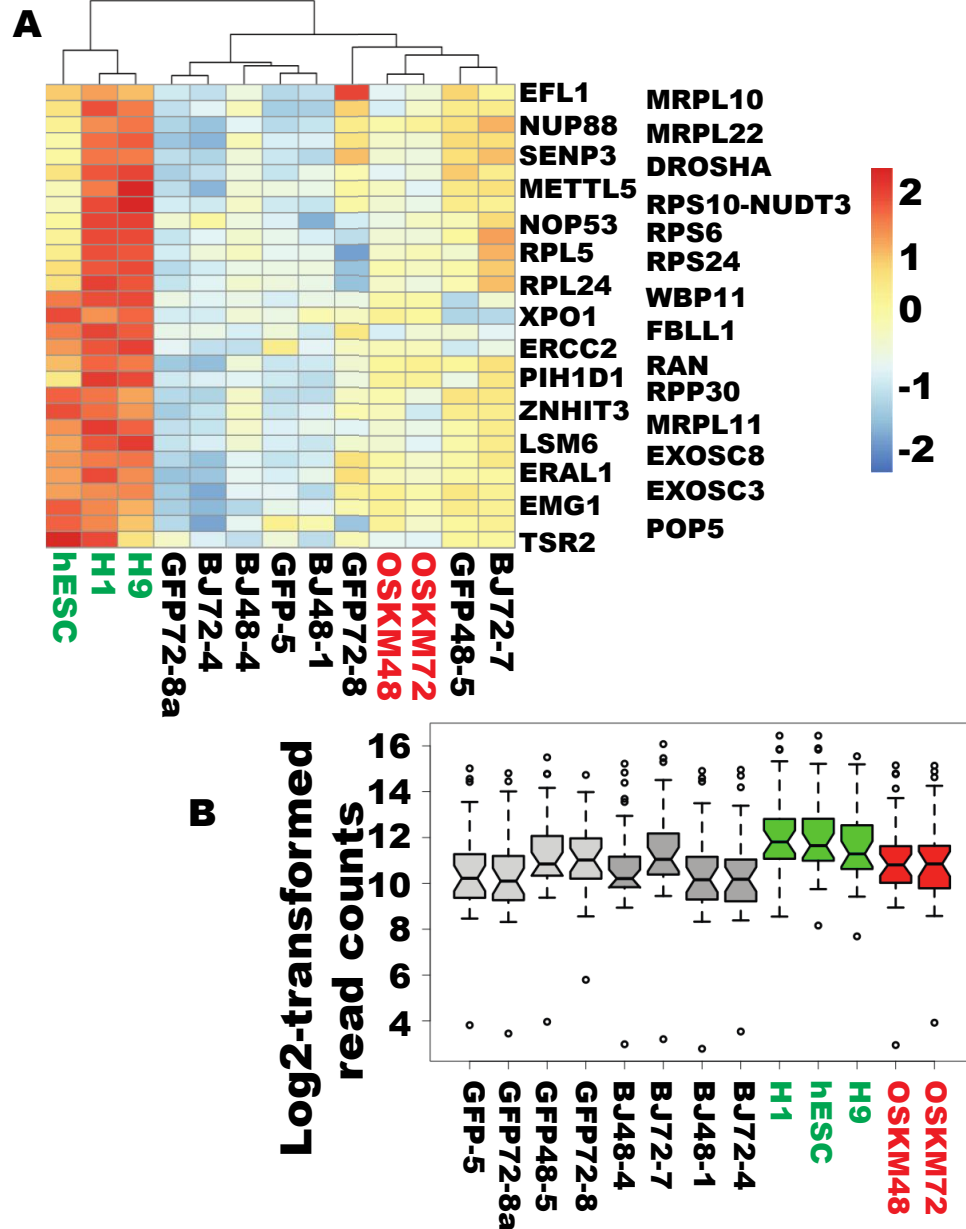 A
EFL1
NUP88
SENP3
METTL5
NOP53
RPL5
RPL24
XPO1
ERCC2
PIH1D1
ZNHIT3
LSM6
ERAL1
EMG1
TSR2
MRPL10
MRPL22
DROSHA
RPS10-NUDT3
RPS6
RPS24
WBP11
FBLL1
RAN
RPP30
MRPL11
EXOSC8
EXOSC3
POP5
2
1
0
-1
-2
hESC
H1
H9
GFP72-8a
BJ72-4
BJ48-4
GFP-5
BJ48-1
GFP72-8
OSKM48
OSKM72
GFP48-5
BJ72-7
B
Log2-transformed
read counts
16
14
12
10
8
6
4
GFP-5
GFP72-8a
GFP48-5
GFP72-8
BJ48-4
BJ72-7
BJ48-1
BJ72-4
H1
hESC
H9
OSKM48
OSKM72